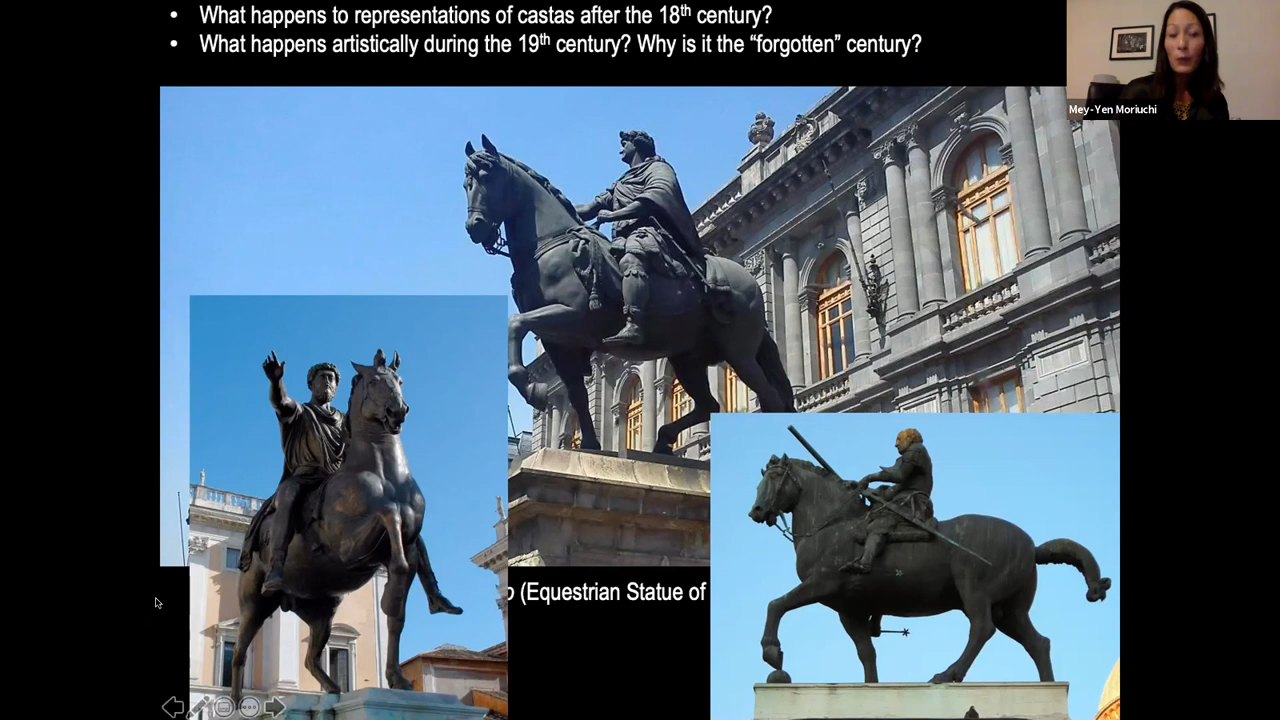 • What happens to representations of castas after the 18th century?
• What happens artistically during the 19th century? Why is it the “forgotten” century?
Mey-Yen Moriuchi
(Equestrian Statue of